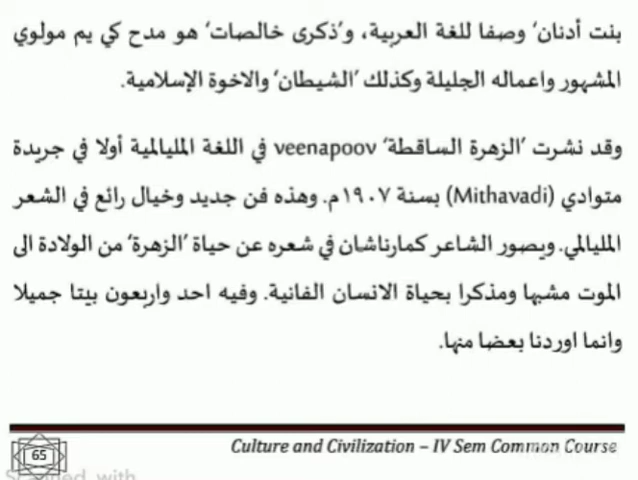 بنت أدنان‘ وصفا للغة العربية، و’ذكرى خالصات‘ هو مدح كي يم مولوي
المشهور واعماله الجليلة وكذلك ’الشيطان‘ والاخوة الإسلامية.
وقد نشرت ’الزهرة الساقطة‘ veenapoov في اللغة المليالمية أولا في جريدة
متوادي (Mithavadi) بسنة ١٩٠٧م. وهذه فن جديد وخيال رائع في الشعر
المليالمي. ويصور الشاعر كمارناشان في شعره عن حياة ’الزهرة‘ من الولادة الى
الموت مشبها ومذكرا بحياة الانسان الفانية. وفيه احد واربعون بيتا جميلا
وانما اوردنا بعضا منها.
Culture and Civilization – IV Sem Common Course
65
Scanned with